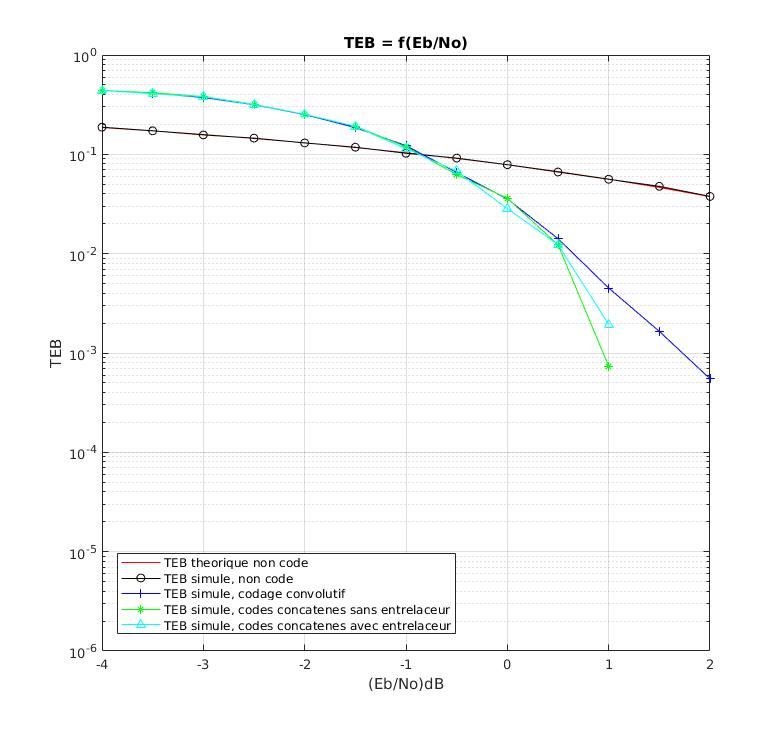 TEB = f(Eb/No)
10^0
10^-1
10^-2
10^-3
10^-4
10^-5
10^-6
TEB
TEB theorique non code
TEB simule, non code
TEB simule, codage convolutif
TEB simule, codes concatenes sans entrelaceur
TEB simule, codes concatenes avec entrelaceur
-4 -3 -2 -1 0 1 2
(Eb/No)dB